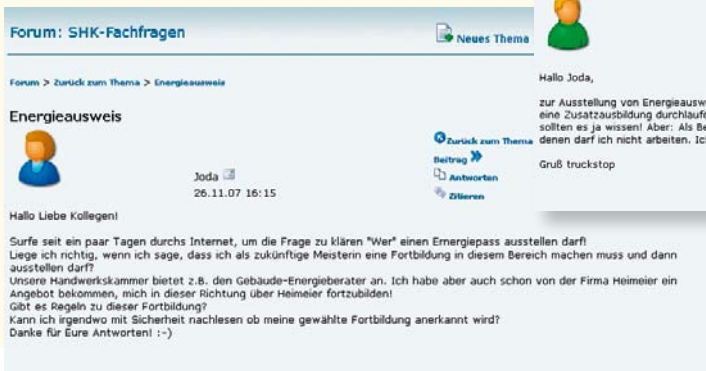 Forum: SHK-Fachfragen
Neues Thema
Forum > Zurück zum Thema > Energieausweis
Energieausweis
Zurück zum Thema
Beitrag
Antworten
Zitieren
Joda
26.11.07 16:15
Hallo Liebe Kollegen!
Surfe seit ein paar Tagen durchs Internet, um die Frage zu klären "Wer" einen Ernergiepass ausstellen darf!
Liege ich richtig, wenn ich sage, dass ich als zukünftige Meisterin eine Fortbildung in diesem Bereich machen muss und dann
ausstellen darf?
Unsere Handwerkskammer bietet z.B. den Gebäude-Energieberater an. Ich habe aber auch schon von der Firma Heimeier ein
Angebot bekommen, mich in dieser Richtung über Heimeier fortzubilden!
Gibt es Regeln zu dieser Fortbildung?
Kann ich irgendwo mit Sicherheit nachlesen ob meine gewählte Fortbildung anerkannt wird?
Danke für Eure Antworten! :-)
Hallo Joda,
zur Ausstellung von Energieausw
eine Zusatzausbildung durchlaufe
sollten es ja wissen! Aber: Als Be
denen darf ich nicht arbeiten. Ic
Gruß truckstop